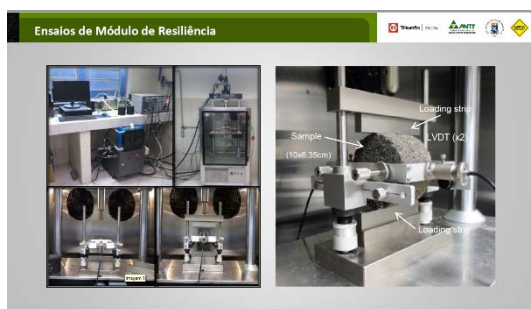 Ensaios de Módulo de Resiliência
Triunfo
ANTT
Loading strip
Sample
LVDT (x2)
(10x6,35cm)
Loading strip